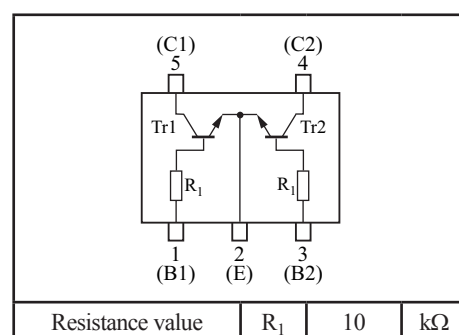 (C1) (C2)
5 4
Tr1 Tr2
R1 R1
1 2 3
(B1) (E) (B2)
Resistance value R1 10 kΩ